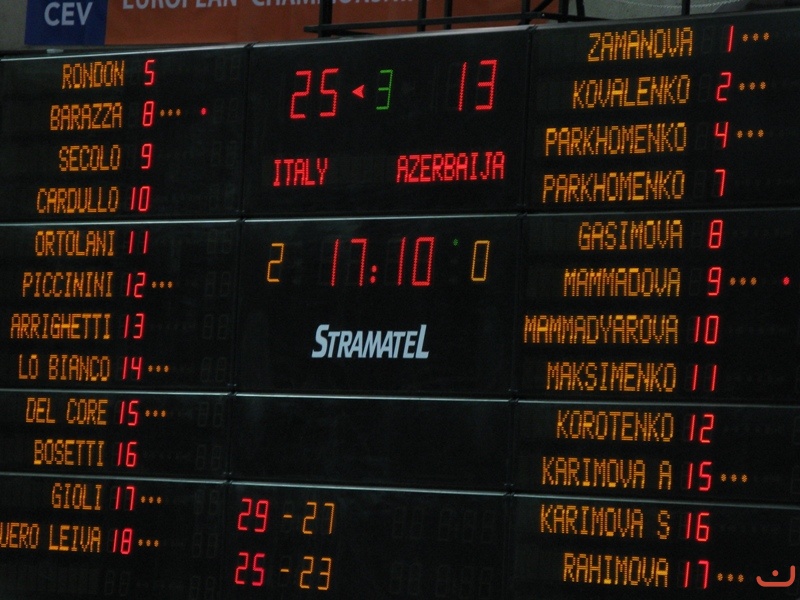 CEV
EUROPEAN CHAMPIONSHIP
RONDON 5
BARAZZA 8
SECOLO 9
CARDULLO 10
ORTOLANI 11
PICCININI 12
ARRIGHETTI 13
LO BIANCO 14
DEL CORE 15
BOSETTI 16
GIOLI 17
UERO LEIVA 18
25 ◄ 3 13
ITALY AZERBAIJA
2 17:10 0
STRAMATEL
29 - 27
25 - 23
ZAMANOVA 1
KOVALENKO 2
PARKHOMENKO 4
PARKHOMENKO 7
GASIMOVA 8
MAMMADOVA 9
MAMMADYAROVA 10
MAKSIMENKO 11
KOROTENKO 12
KARIMOVA A 15
KARIMOVA S 16
RAHIMOVA 17